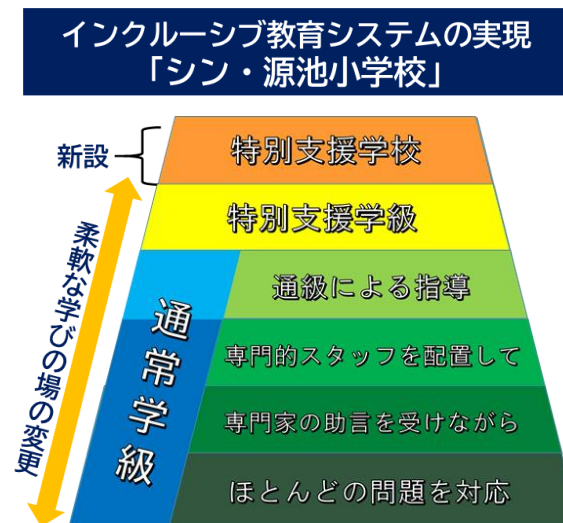 インクルーシブ教育システムの実現
「シン・源池小学校」
新設
特別支援学校
特別支援学級
柔軟な学びの場の変更
通常学級
通級による指導
専門的スタッフを配置して
専門家の助言を受けながら
ほとんどの問題を対応